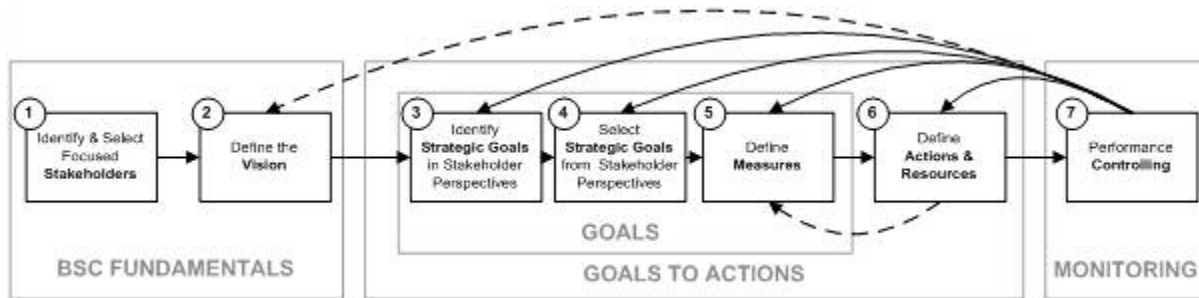 1
Identify & Select
Focused
Stakeholders
2
Define the
Vision
3
Identify
Strategic Goals
in Stakeholder
Perspectives
4
Select
Strategic Goals
from Stakeholder
Perspectives
5
Define
Measures
6
Define
Actions &
Resources
7
Performance
Controlling
GOALS
BSC FUNDAMENTALS
GOALS TO ACTIONS
MONITORING